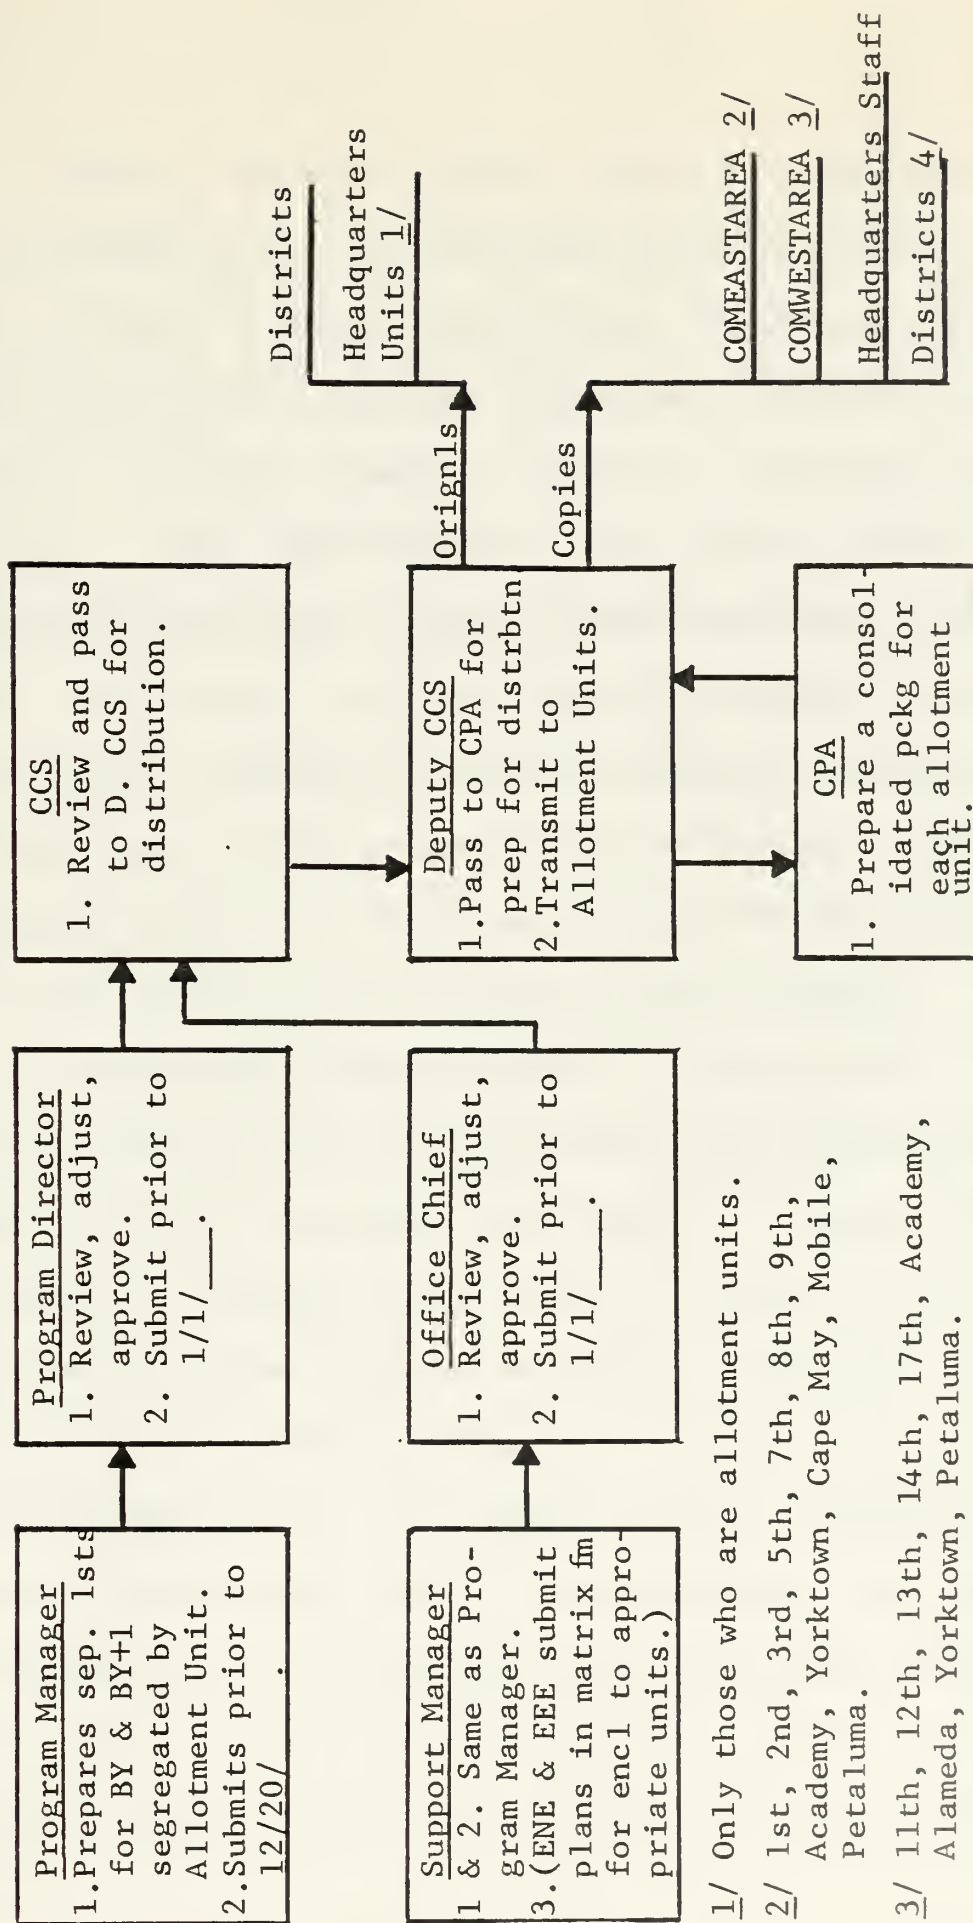 Program Manager
1.Prepares sep. lsts
for BY & BY+1
segregated by
Allotment Unit.
2.Submits prior to
12/20/    .
Program Director
1. Review, adjust,
approve.
2. Submit prior to
1/1/___.
CCS
1. Review and pass
to D. CCS for
distribution.
Support Manager
1 & 2. Same as Pro-
gram Manager.
3.(ENE & EEE submit
plans in matrix fm
for encl to appro-
priate units.)
Office Chief
1. Review, adjust,
approve.
2. Submit prior to
1/1/___.
Deputy CCS
1.Pass to CPA for
prep for distrbtn
2.Transmit to
Allotment Units.
Orignls
Copies
Districts
Headquarters
Units 1/
CPA
1. Prepare a consol-
idated pckg for
each allotment
unit.
COMEASTAREA 2/
COMWESTAREA 3/
Headquarters Staff
Districts 4/
1/ Only those who are allotment units.
2/ 1st, 2nd, 3rd, 5th, 7th, 8th, 9th,
Academy, Yorktown, Cape May, Mobile,
Petaluma.
3/ 11th, 12th, 13th, 14th, 17th, Academy,
Alameda, Yorktown, Petaluma.